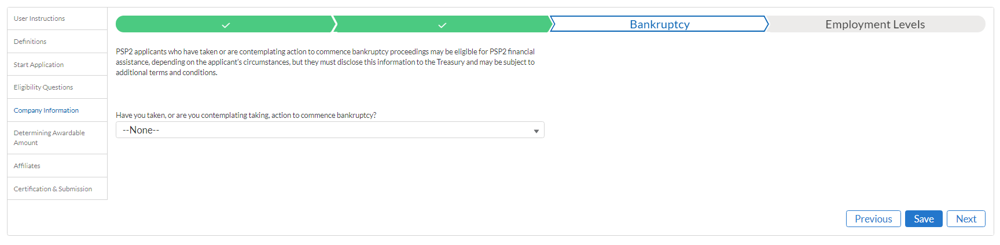 User Instructions
Definitions
Start Application
Eligibility Questions
Company Information
Determining Awardable
Amount
Affiliates
Certification & Submission
Bankruptcy
Employment Levels
PSP2 applicants who have taken or are contemplating action to commence bankruptcy proceedings may be eligible for PSP2 financial
assistance, depending on the applicant's circumstances, but they must disclose this information to the Treasury and may be subject to
additional terms and conditions.
Have you taken, or are you contemplating taking, action to commence bankruptcy?
--None--
Previous
Save
Next